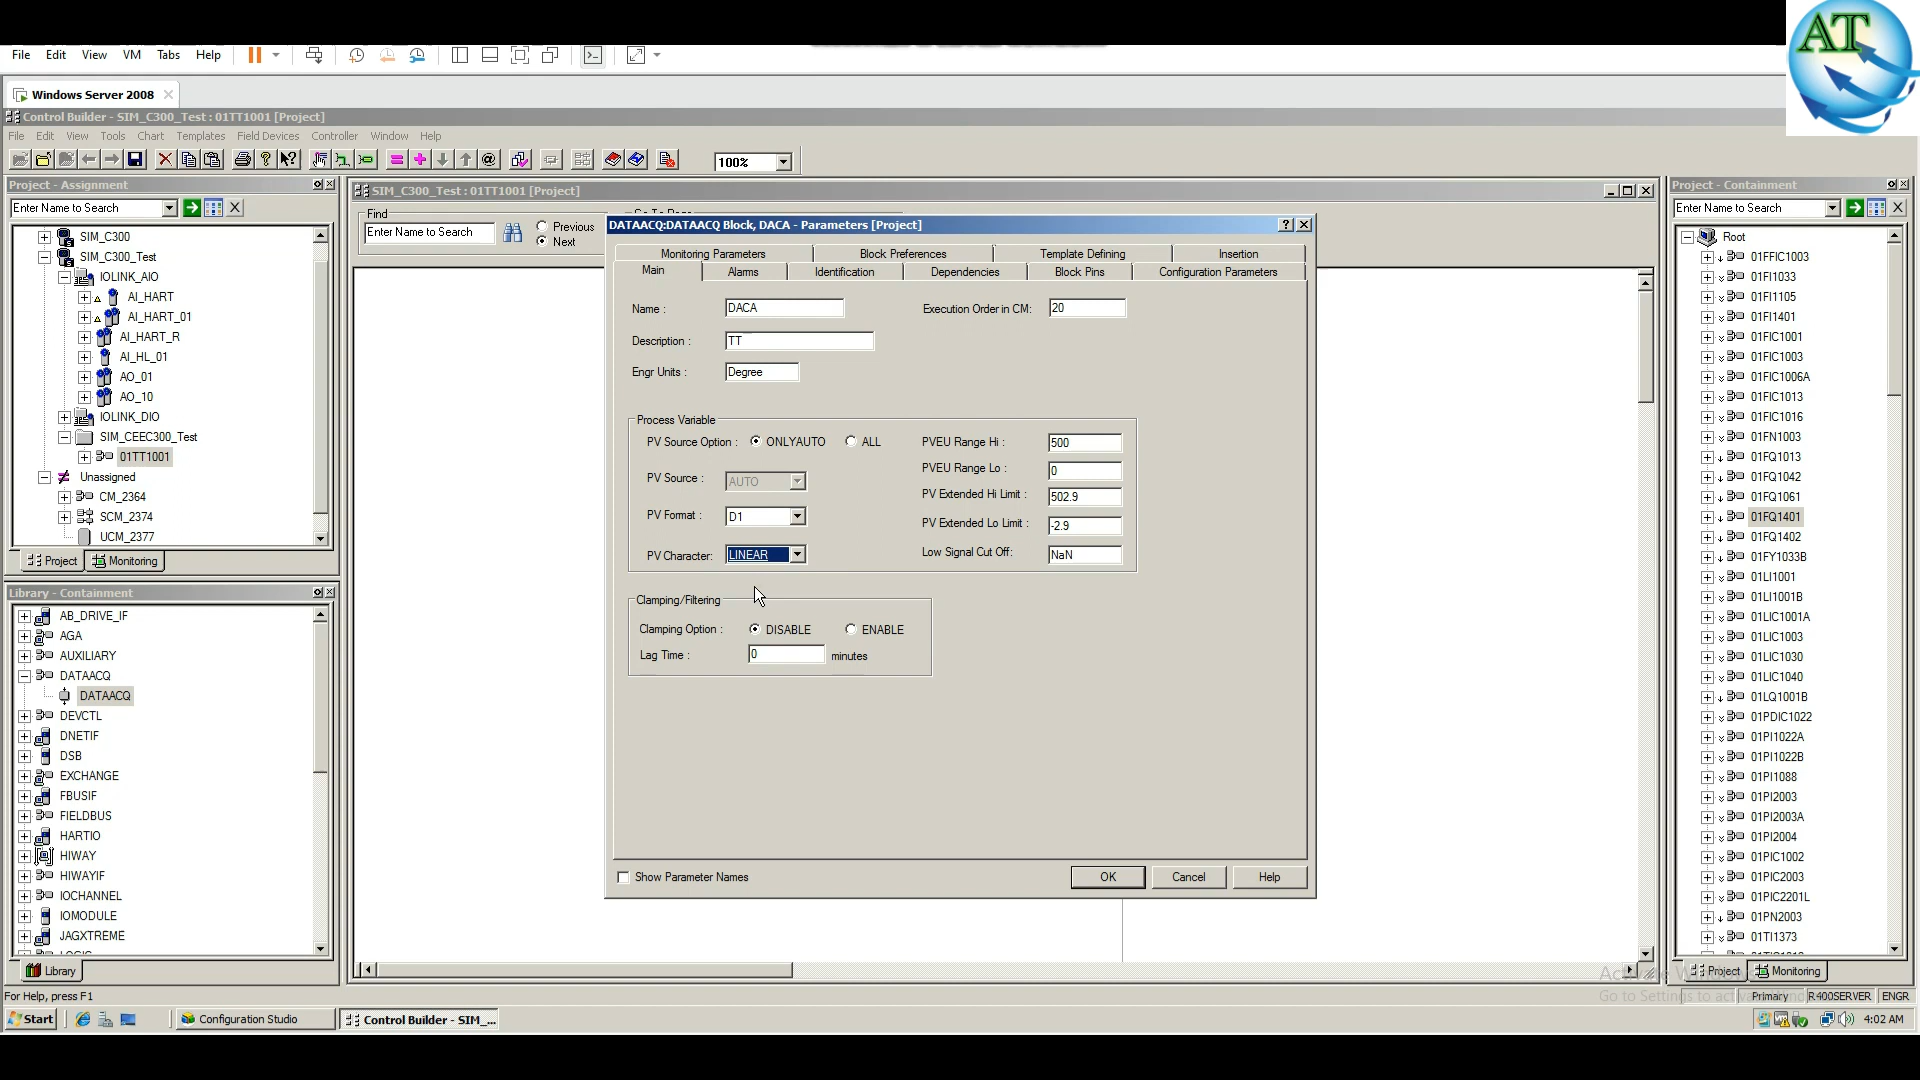 AT
File Edit View VM Tabs Help
Windows Server 2008
Control Builder - SIM_C300_Test : 01TT1001 [Project]
File Edit View Tools Chart Templates Field Devices Controller Window Help
100%
Project - Assignment
Enter Name to Search
SIM_C300
SIM_C300_Test
IOLINK_AIO
AI_HART
AI_HART_01
AI_HART_R
AI_HL_01
AO_01
AO_10
IOLINK_DIO
SIM_CEEC300_Test
01TT1001
Unassigned
CM_2364
SCM_2374
UCM_2377
Project Monitoring
Library - Containment
AB_DRIVE_IF
AGA
AUXILIARY
DATAACQ
DATAACQ
DEVCTL
DNETIF
DSB
EXCHANGE
FBUSIF
FIELDBUS
HARTIO
HIWAY
HIWAYIF
IOCHANNEL
IOMODULE
JAGXTREME
Library
SIM_C300_Test : 01TT1001 [Project]
Find
Enter Name to Search
Previous
Next
DATAACQ:DATAACQ Block, DACA - Parameters [Project]
Monitoring Parameters Block Preferences Template Defining Insertion
Main Alarms Identification Dependencies Block Pins Configuration Parameters
Name : DACA Execution Order in CM: 20
Description : TT
Engr Units : Degree
Process Variable
PV Source Option : ONLYAUTO ALL PVEU Range Hi : 500
PVEU Range Lo : 0
PV Source : AUTO
PV Extended Hi Limit : 502.9
PV Format : D1
PV Extended Lo Limit : -2.9
PV Character: LINEAR Low Signal Cut Off: NaN
Clamping/Filtering
Clamping Option : DISABLE ENABLE
Lag Time : 0 minutes
Show Parameter Names OK Cancel Help
Project - Containment
Enter Name to Search
Root
01FFIC1003
01FI1033
01FI1105
01FI1401
01FIC1001
01FIC1003
01FIC1006A
01FIC1013
01FIC1016
01FN1003
01FQ1013
01FQ1042
01FQ1061
01FQ1401
01FQ1402
01FY1033B
01LI1001
01LI1001B
01LIC1001A
01LIC1003
01LIC1030
01LIC1040
01LQ1001B
01PDIC1022
01PI1022A
01PI1022B
01PI1088
01PI2003
01PI2003A
01PI2004
01PIC1002
01PIC2003
01PIC2201L
01PN2003
01TI1373
Project Monitoring
For Help, press F1 Primary R400SERVER ENGR
Start Configuration Studio Control Builder - SIM_... 4:02 AM